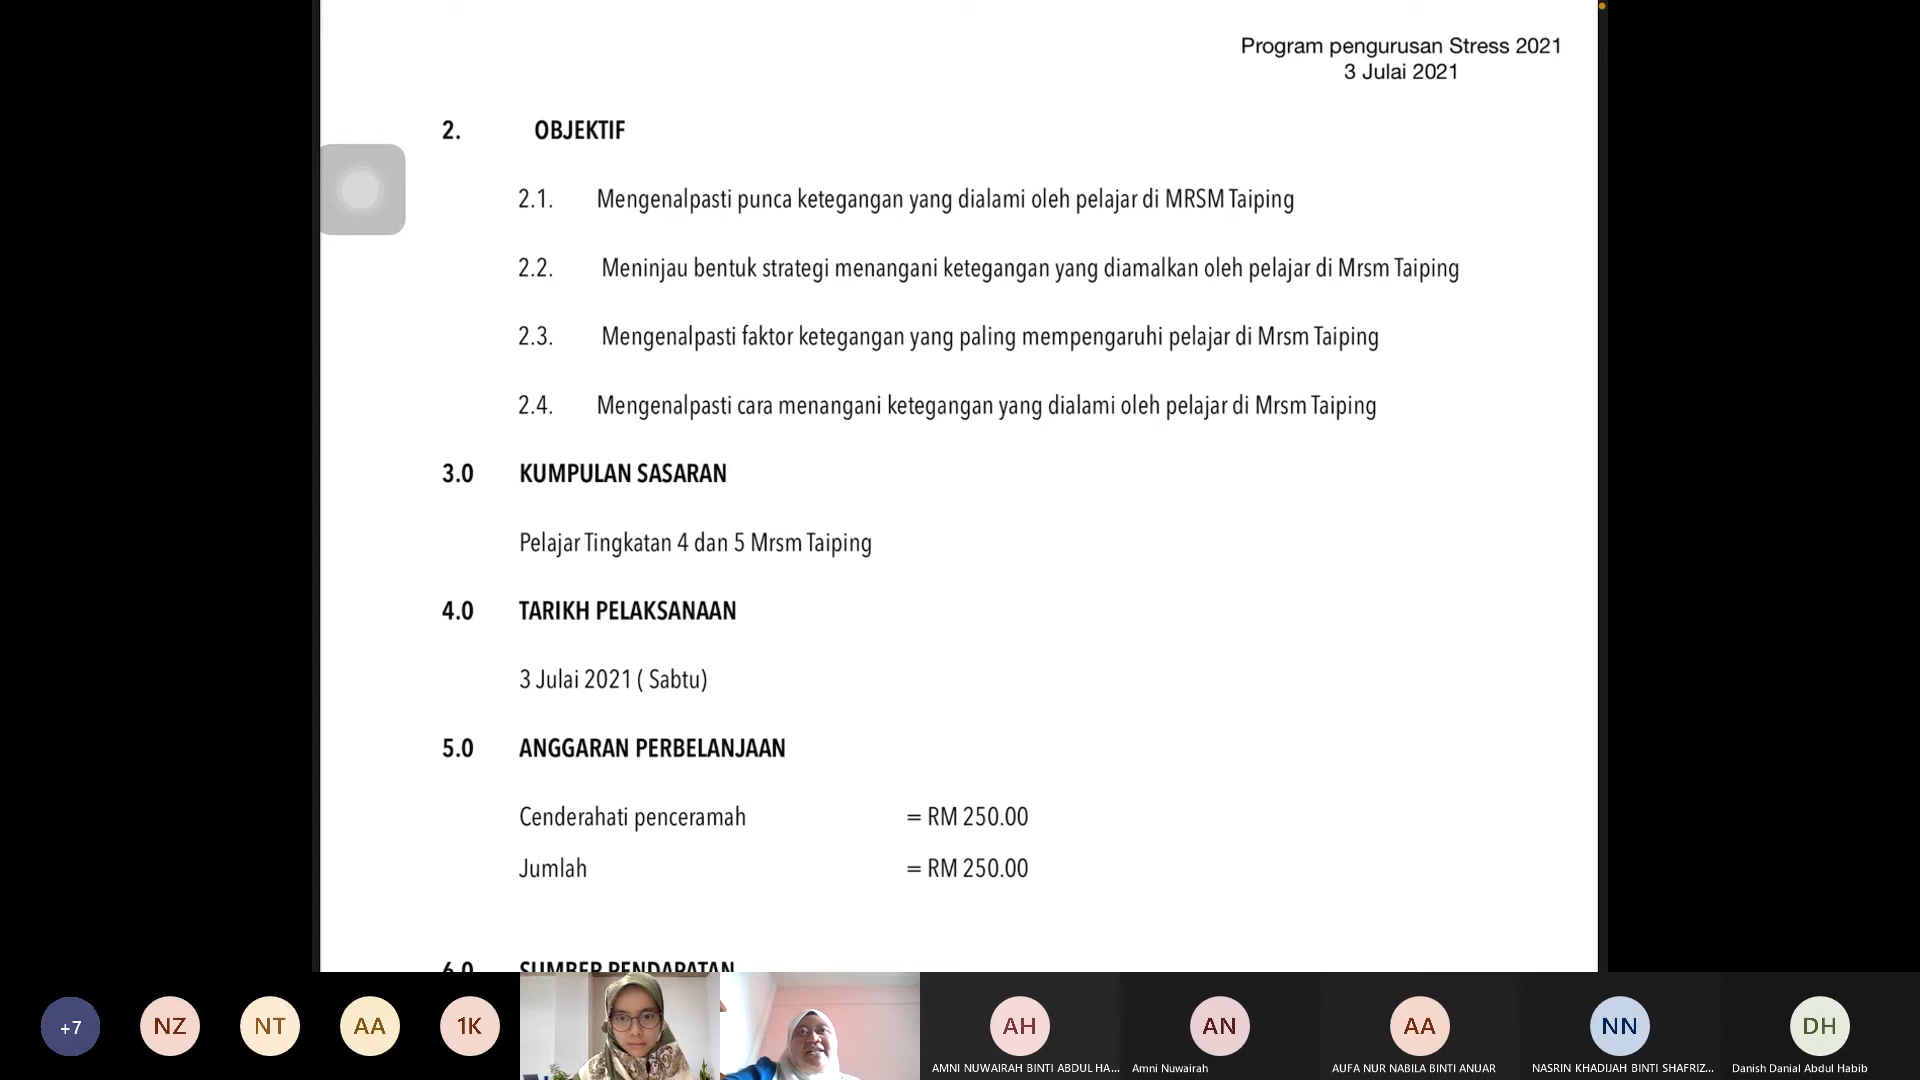 Program pengurusan Stress 2021
3 Julai 2021
2. OBJEKTIF
2.1. Mengenalpasti punca ketegangan yang dialami oleh pelajar di MRSM Taiping
2.2. Meninjau bentuk strategi menangani ketegangan yang diamalkan oleh pelajar di Mrsm Taiping
2.3. Mengenalpasti faktor ketegangan yang paling mempengaruhi pelajar di Mrsm Taiping
2.4. Mengenalpasti cara menangani ketegangan yang dialami oleh pelajar di Mrsm Taiping
3.0 KUMPULAN SASARAN
Pelajar Tingkatan 4 dan 5 Mrsm Taiping
4.0 TARIKH PELAKSANAAN
3 Julai 2021 ( Sabtu)
5.0 ANGGARAN PERBELANJAAN
Cenderahati penceramah = RM 250.00
Jumlah = RM 250.00
6.0 SUMBER PENDAPATAN
+7 NZ NT AA 1K AH AN AA NN DH
AMNI NUWAIRAH BINTI ABDUL HA... Amni Nuwairah AUFA NUR NABILA BINTI ANUAR NASRIN KHADIJAH BINTI SHAFRIZ... Danish Danial Abdul Habib